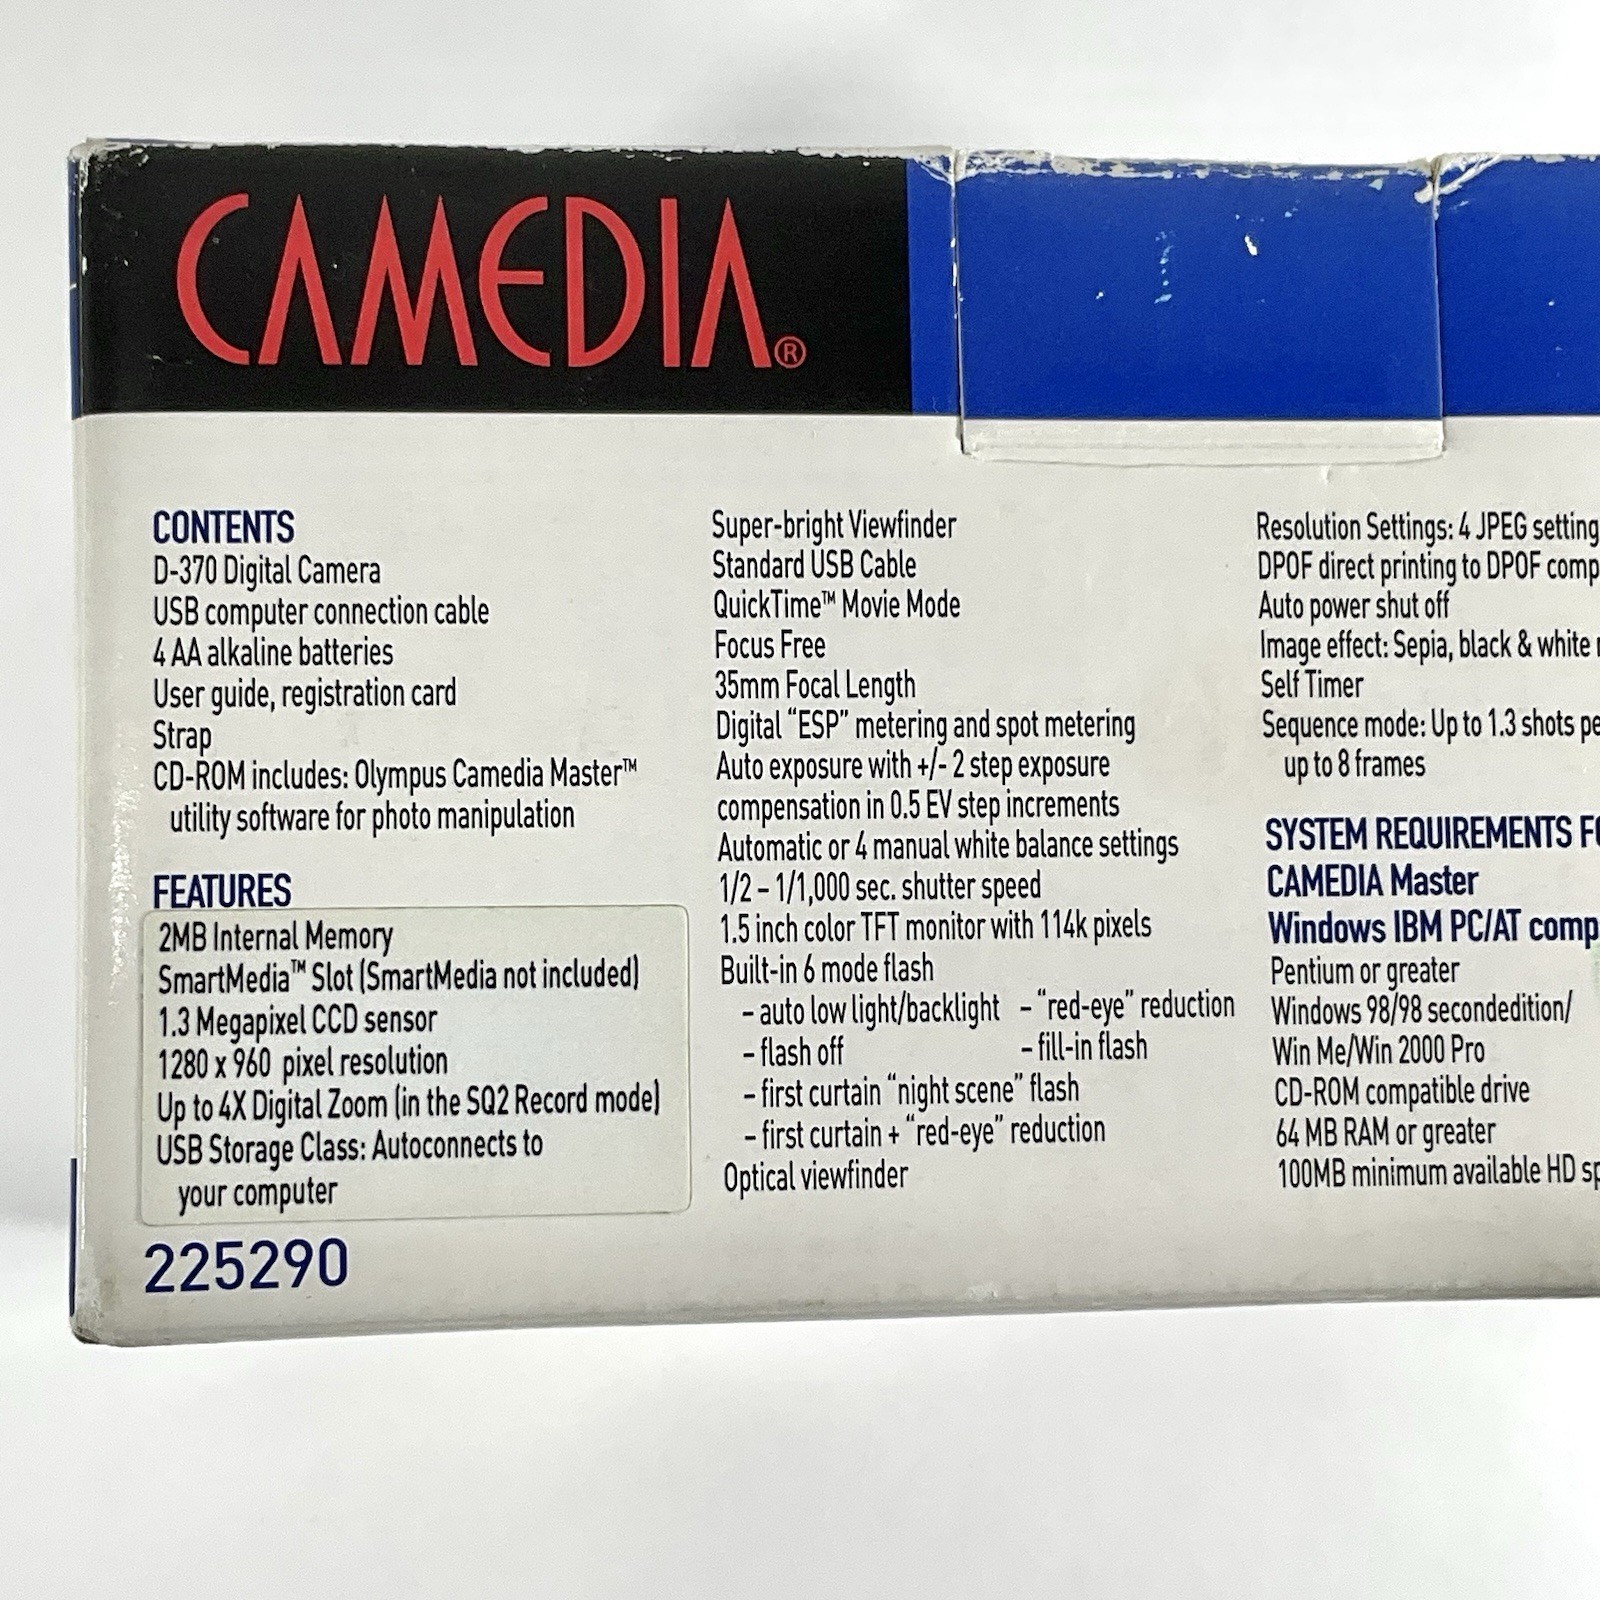 CAMEDIA®
CONTENTS
D-370 Digital Camera
USB computer connection cable
4 AA alkaline batteries
User guide, registration card
Strap
CD-ROM includes: Olympus Camedia Master™
utility software for photo manipulation
FEATURES
2MB Internal Memory
SmartMedia™ Slot (SmartMedia not included)
1.3 Megapixel CCD sensor
1280 x 960 pixel resolution
Up to 4X Digital Zoom (in the SQ2 Record mode)
USB Storage Class: Autoconnects to
your computer
225290
Super-bright Viewfinder
Standard USB Cable
QuickTime™ Movie Mode
Focus Free
35mm Focal Length
Digital “ESP” metering and spot metering
Auto exposure with +/- 2 step exposure
compensation in 0.5 EV step increments
Automatic or 4 manual white balance settings
1/2 – 1/1,000 sec. shutter speed
1.5 inch color TFT monitor with 114k pixels
Built-in 6 mode flash
– auto low light/backlight – “red-eye” reduction
– flash off – fill-in flash
– first curtain “night scene” flash
– first curtain + “red-eye” reduction
Optical viewfinder
Resolution Settings: 4 JPEG setting
DPOF direct printing to DPOF comp
Auto power shut off
Image effect: Sepia, black & white
Self Timer
Sequence mode: Up to 1.3 shots pe
up to 8 frames
SYSTEM REQUIREMENTS FO
CAMEDIA Master
Windows IBM PC/AT comp
Pentium or greater
Windows 98/98 secondedition/
Win Me/Win 2000 Pro
CD-ROM compatible drive
64 MB RAM or greater
100MB minimum available HD sp